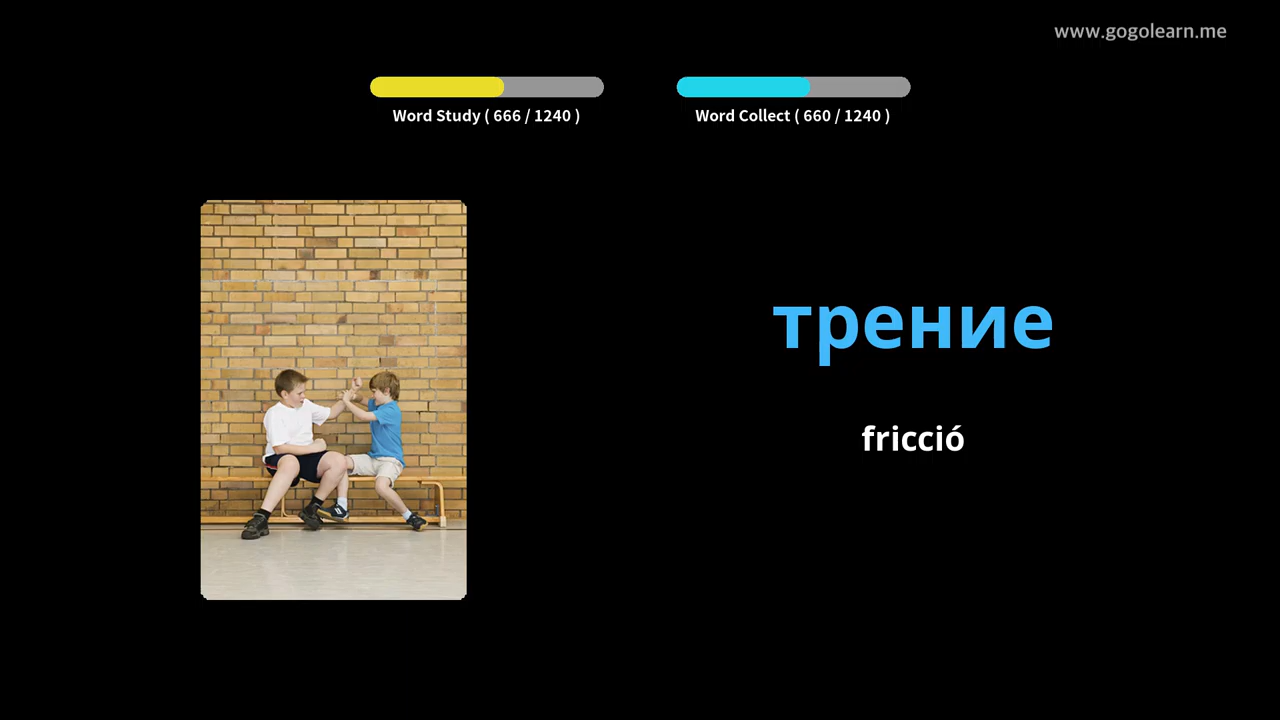 www.gogolearn.me
Word Study ( 666 / 1240 )
Word Collect ( 660 / 1240 )
трение
fricció